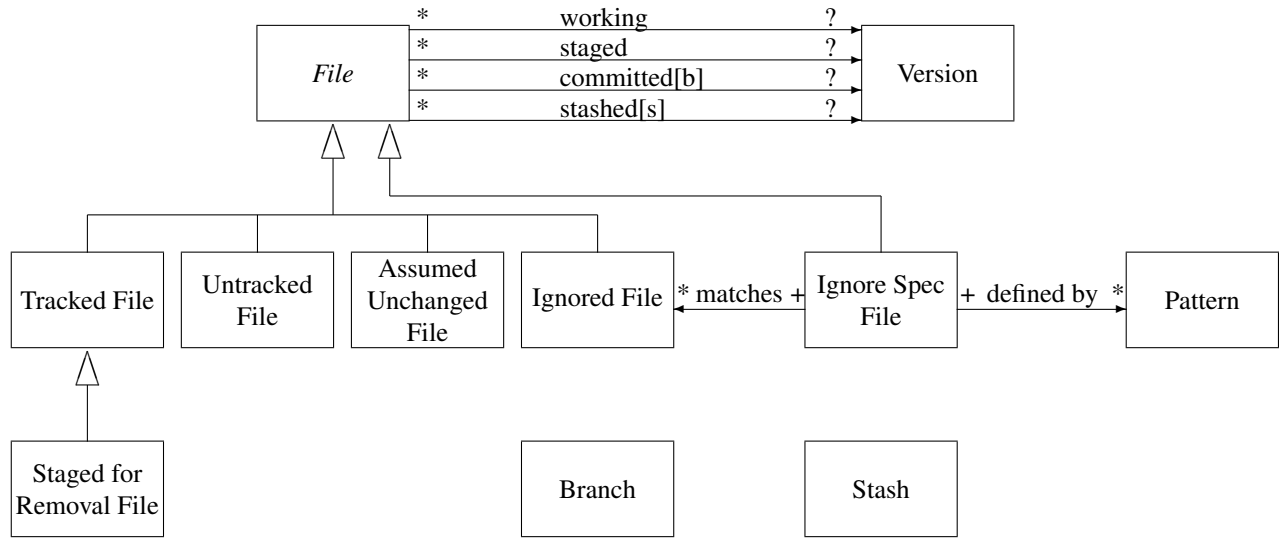 * working ?
* staged ?
* committed[b] ?
* stashed[s] ?
File
Version
Tracked File
Untracked
File
Assumed
Unchanged
File
Ignored File
* matches +
Ignore Spec
File
+ defined by *
Pattern
Staged for
Removal File
Branch
Stash